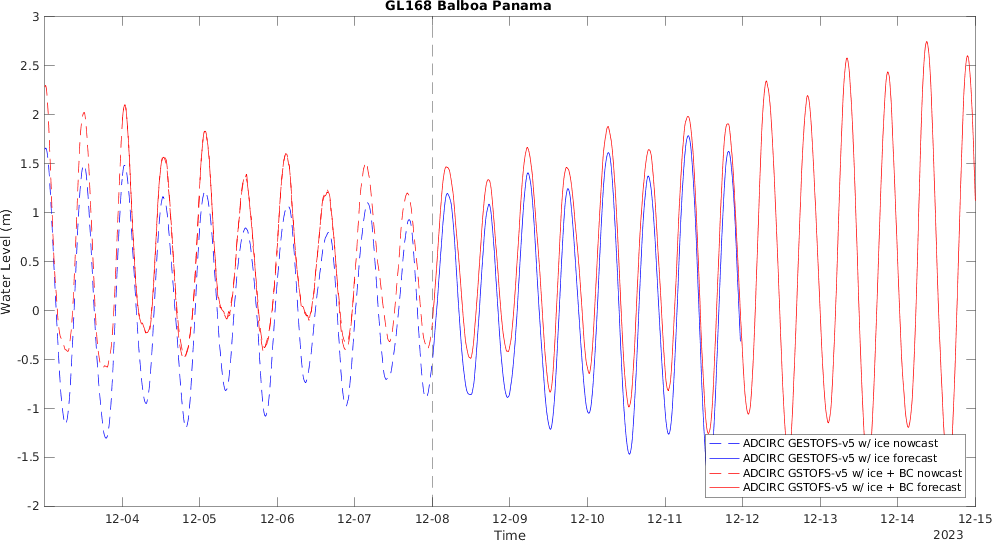 GL168 Balboa Panama
Water Level (m)
3
2.5
2
1.5
1
0.5
0
-0.5
-1
-1.5
-2
ADCIRC GESTOFS-v5 w/ ice nowcast
ADCIRC GESTOFS-v5 w/ ice forecast
ADCIRC GSTOFS-v5 w/ ice + BC nowcast
ADCIRC GSTOFS-v5 w/ ice + BC forecast
12-04 12-05 12-06 12-07 12-08 12-09 12-10 12-11 12-12 12-13 12-14 12-15
Time
2023